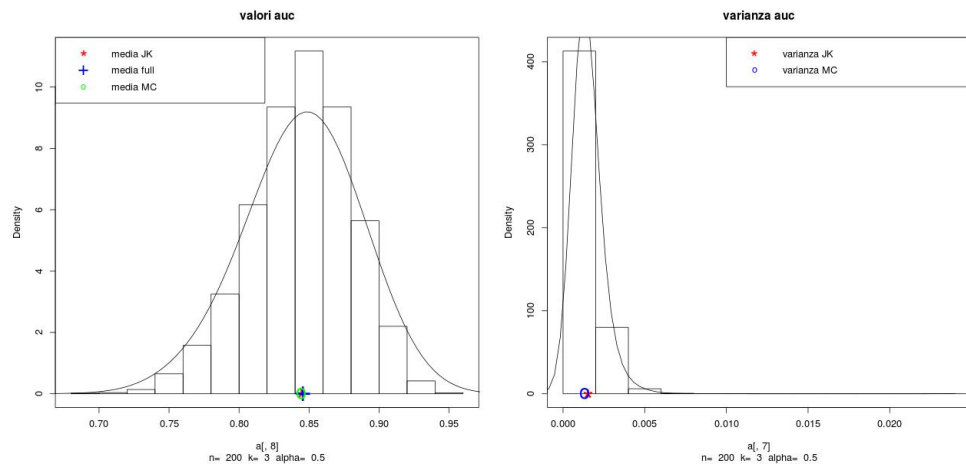 valori auc
media JK
media full
media MC
Density
0
2
4
6
8
10
0.70 0.75 0.80 0.85 0.90 0.95
a[, 8]
n= 200 k= 3 alpha= 0.5
varianza auc
varianza JK
varianza MC
Density
0
100
200
300
400
0.000 0.005 0.010 0.015 0.020
a[, 7]
n= 200 k= 3 alpha= 0.5